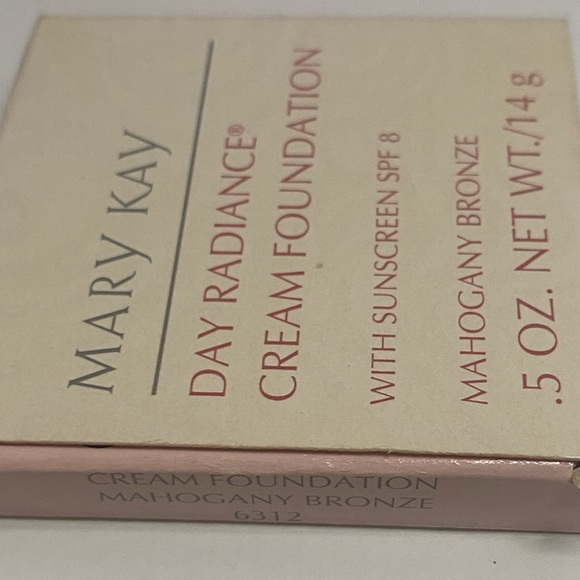 MARY KAY
DAY RADIANCE®
CREAM FOUNDATION
WITH SUNSCREEN SPF 8
MAHOGANY BRONZE
.5 OZ. NET WT./14 g
CREAM FOUNDATION
MAHOGANY BRONZE
6312